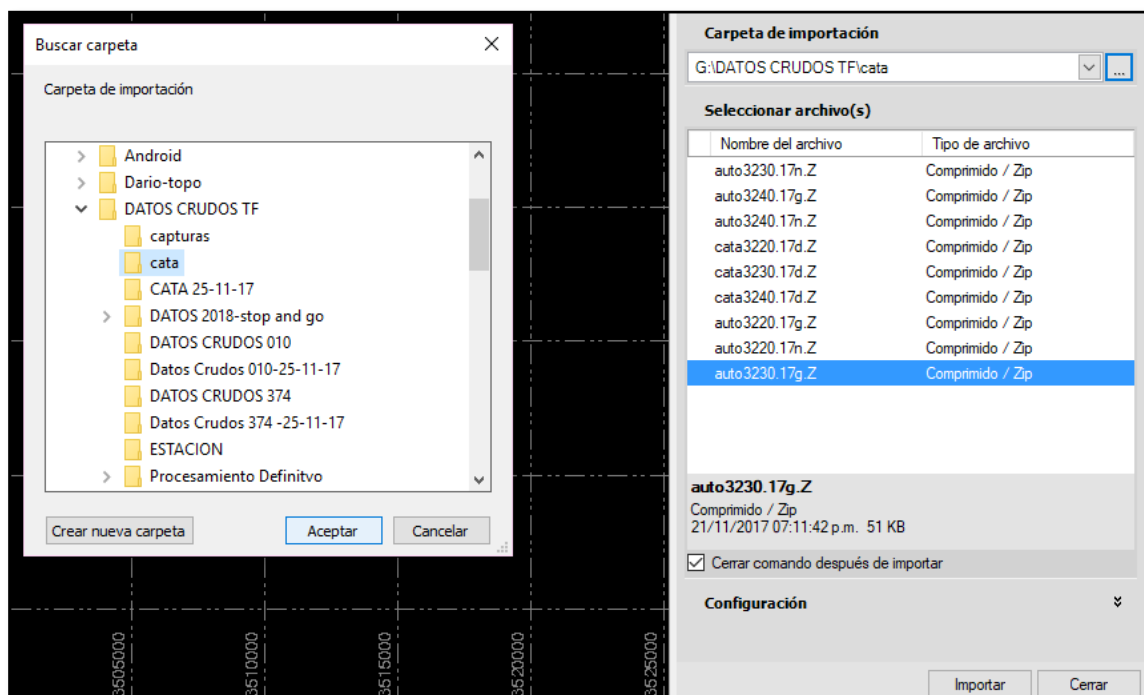 Buscar carpeta
Carpeta de importación
Android
Dario-topo
DATOS CRUDOS TF
capturas
cata
CATA 25-11-17
DATOS 2018-stop and go
DATOS CRUDOS 010
Datos Crudos 010-25-11-17
DATOS CRUDOS 374
Datos Crudos 374 -25-11-17
ESTACION
Procesamiento Definitvo
Crear nueva carpeta
Aceptar
Cancelar
3505000
3510000
3515000
3520000
3525000
Carpeta de importación
G:\DATOS CRUDOS TF\cata
...
Seleccionar archivo(s)
Nombre del archivo Tipo de archivo
auto3230.17n.Z Comprimido / Zip
auto3240.17g.Z Comprimido / Zip
auto3240.17n.Z Comprimido / Zip
cata3220.17d.Z Comprimido / Zip
cata3230.17d.Z Comprimido / Zip
cata3240.17d.Z Comprimido / Zip
auto3220.17g.Z Comprimido / Zip
auto3220.17n.Z Comprimido / Zip
auto3230.17g.Z Comprimido / Zip
auto3230.17g.Z
Comprimido / Zip
21/11/2017 07:11:42 p.m. 51 KB
Cerrar comando después de importar
Configuración
Importar
Cerrar